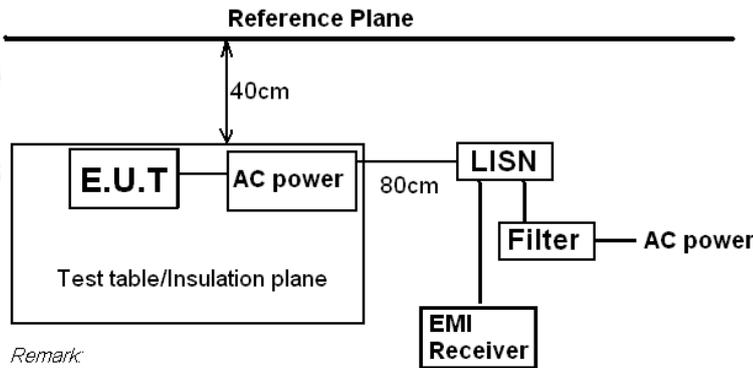 Reference Plane
40cm
E.U.T
AC power
80cm
LISN
Filter
AC power
Test table/Insulation plane
EMI
Receiver
Remark: